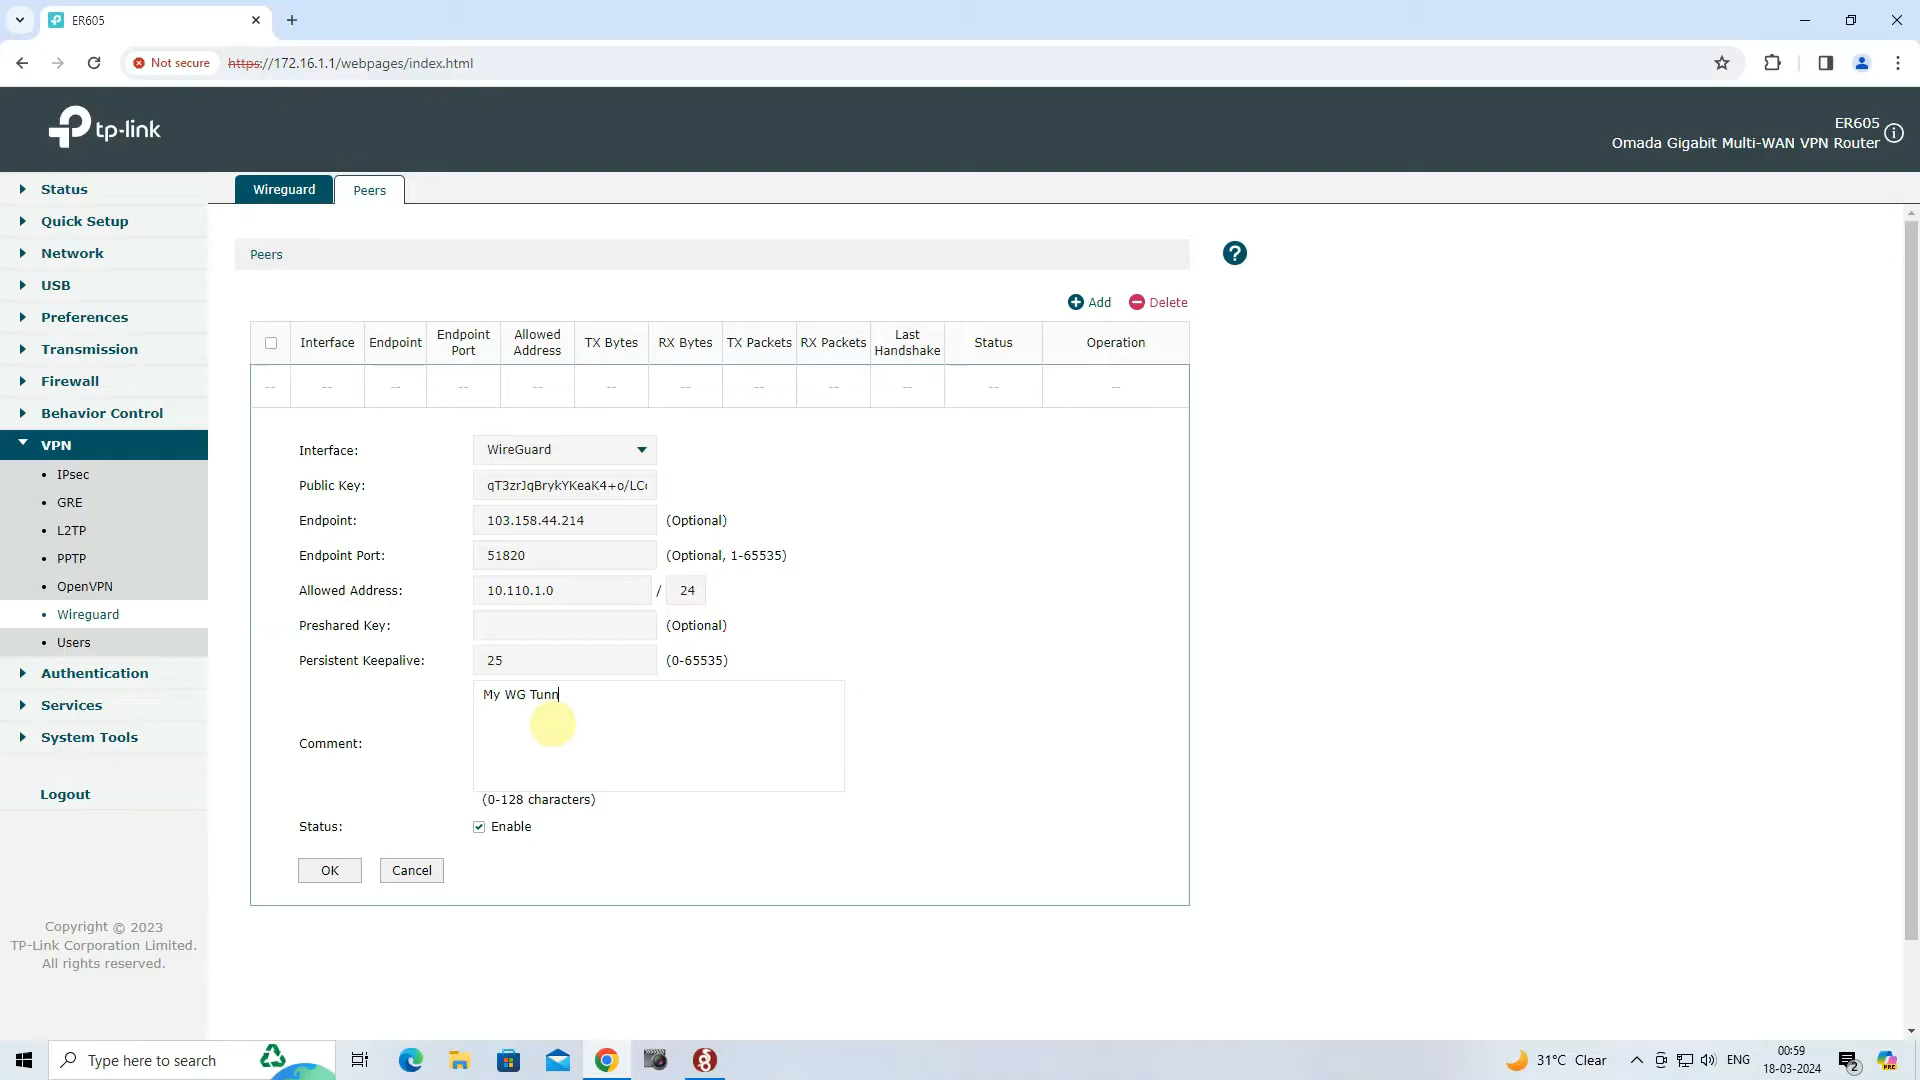 ER605
Not secure
https://172.16.1.1/webpages/index.html
tp-link
ER605
Omada Gigabit Multi-WAN VPN Router
Status
Quick Setup
Network
USB
Preferences
Transmission
Firewall
Behavior Control
VPN
IPsec
GRE
L2TP
PPTP
OpenVPN
Wireguard
Users
Authentication
Services
System Tools
Logout
Copyright © 2023
TP-Link Corporation Limited.
All rights reserved.
Wireguard Peers
Peers
Add Delete
Interface Endpoint Endpoint Port Allowed Address TX Bytes RX Bytes TX Packets RX Packets Last Handshake Status Operation
-- -- -- -- -- -- -- -- -- -- -- --
Interface: WireGuard
Public Key: qT3zrJqBrykYKeaK4+o/LC
Endpoint: 103.158.44.214 (Optional)
Endpoint Port: 51820 (Optional, 1-65535)
Allowed Address: 10.110.1.0 / 24
Preshared Key: (Optional)
Persistent Keepalive: 25 (0-65535)
My WG Tunn
Comment:
(0-128 characters)
Status: Enable
OK Cancel
Type here to search
31°C Clear
ENG
00:59
18-03-2024
2
PRE